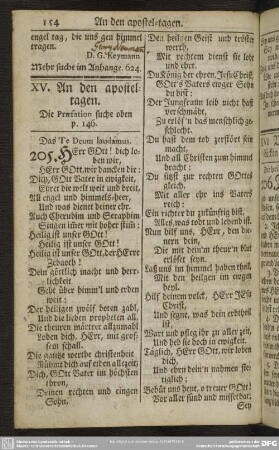 154 An den apostel-tagen.
engel tag, die uns gen himmel
tragen.
D. G. Keymann
Mehr suche im Anhange. 624.
XV. An den apostel-
tagen.
Die Præfation suche oben
p. 146.
Das Te Deum laudamus.
205. HErr GOtt! dich lo-
ben wir,
HErr GOtt, wir dancken dir:
Dich, GOtt Vater in ewigkeit,
Ehret die welt weit und breit.
All engel und himmels-heer,
Und was dienet deiner ehr.
Auch Cherubim und Seraphim
Singen immer mit hoher stim:
Heilig ist unser GOtt!
Heilig ist unser GOtt!
Heilig ist unser GOtt, der HErre
Zebaoth!
Dein göttlich macht und herr-
lichkeit
Geht über himm'l und erden
weit:
Der heiligen zwölf boten zahl,
Und die lieben propheten all,
Die theuren märtrer allzumahl
Loben dich, HErr, mit gros-
sem schall.
Die gantze werthe christenheit
Rühmt dich auf erden allezeit;
Dich, GOtt Vater im höchsten
thron,
Deinen rechten und eingen
Sohn,
Den heiligen Geist und tröster
werth,
Mit rechtem dienst sie lobt
und ehrt.
Du König der ehren, JEsu Christ,
GOtt's Vaters ewger Sohn
du bist:
Der Jungfraun leib nicht hast
verschmäht,
Zu erlös'n das menschlich ge-
schlecht.
Du hast dem tod zerstört sein
macht,
Und all Christen zum himmel
bracht:
Du sitzst zur rechten GOttes
gleich,
Mit aller ehr ins Vaters
reich:
Ein richter du zukünftig bist,
Alles, was todt und lebend ist.
Nun hilf uns, HErr, den die-
nern dein,
Die mit dein'm theur'n blut
erlöset seyn.
Laß uns im himmel haben theil
Mit den heilgen im ewgen
heyl.
Hilf deinem volck, HErr JEsu
Christ,
Und segne, was dein erbtheil
ist,
Wart und pfleg ihr zu aller zeit,
Und heb sie hoch in ewigkeit.
Täglich, HErr GOtt, wir loben
dich,
Und ehrn dein'n nahmen ste-
tiglich;
Behüt uns heut, o treuer GOtt!
Vor aller sünd und missethat;
Sey